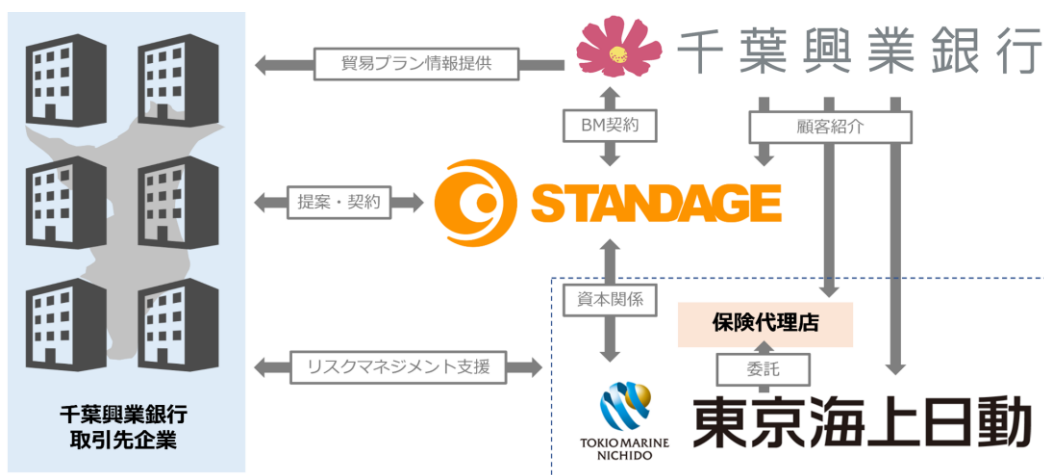 千葉興業銀行
貿易プラン情報提供
BM契約
顧客紹介
提案・契約
STANDAGE
資本関係
保険代理店
リスクマネジメント支援
委託
千葉興業銀行
取引先企業
TOKIO MARINE
NICHIDO
東京海上日動